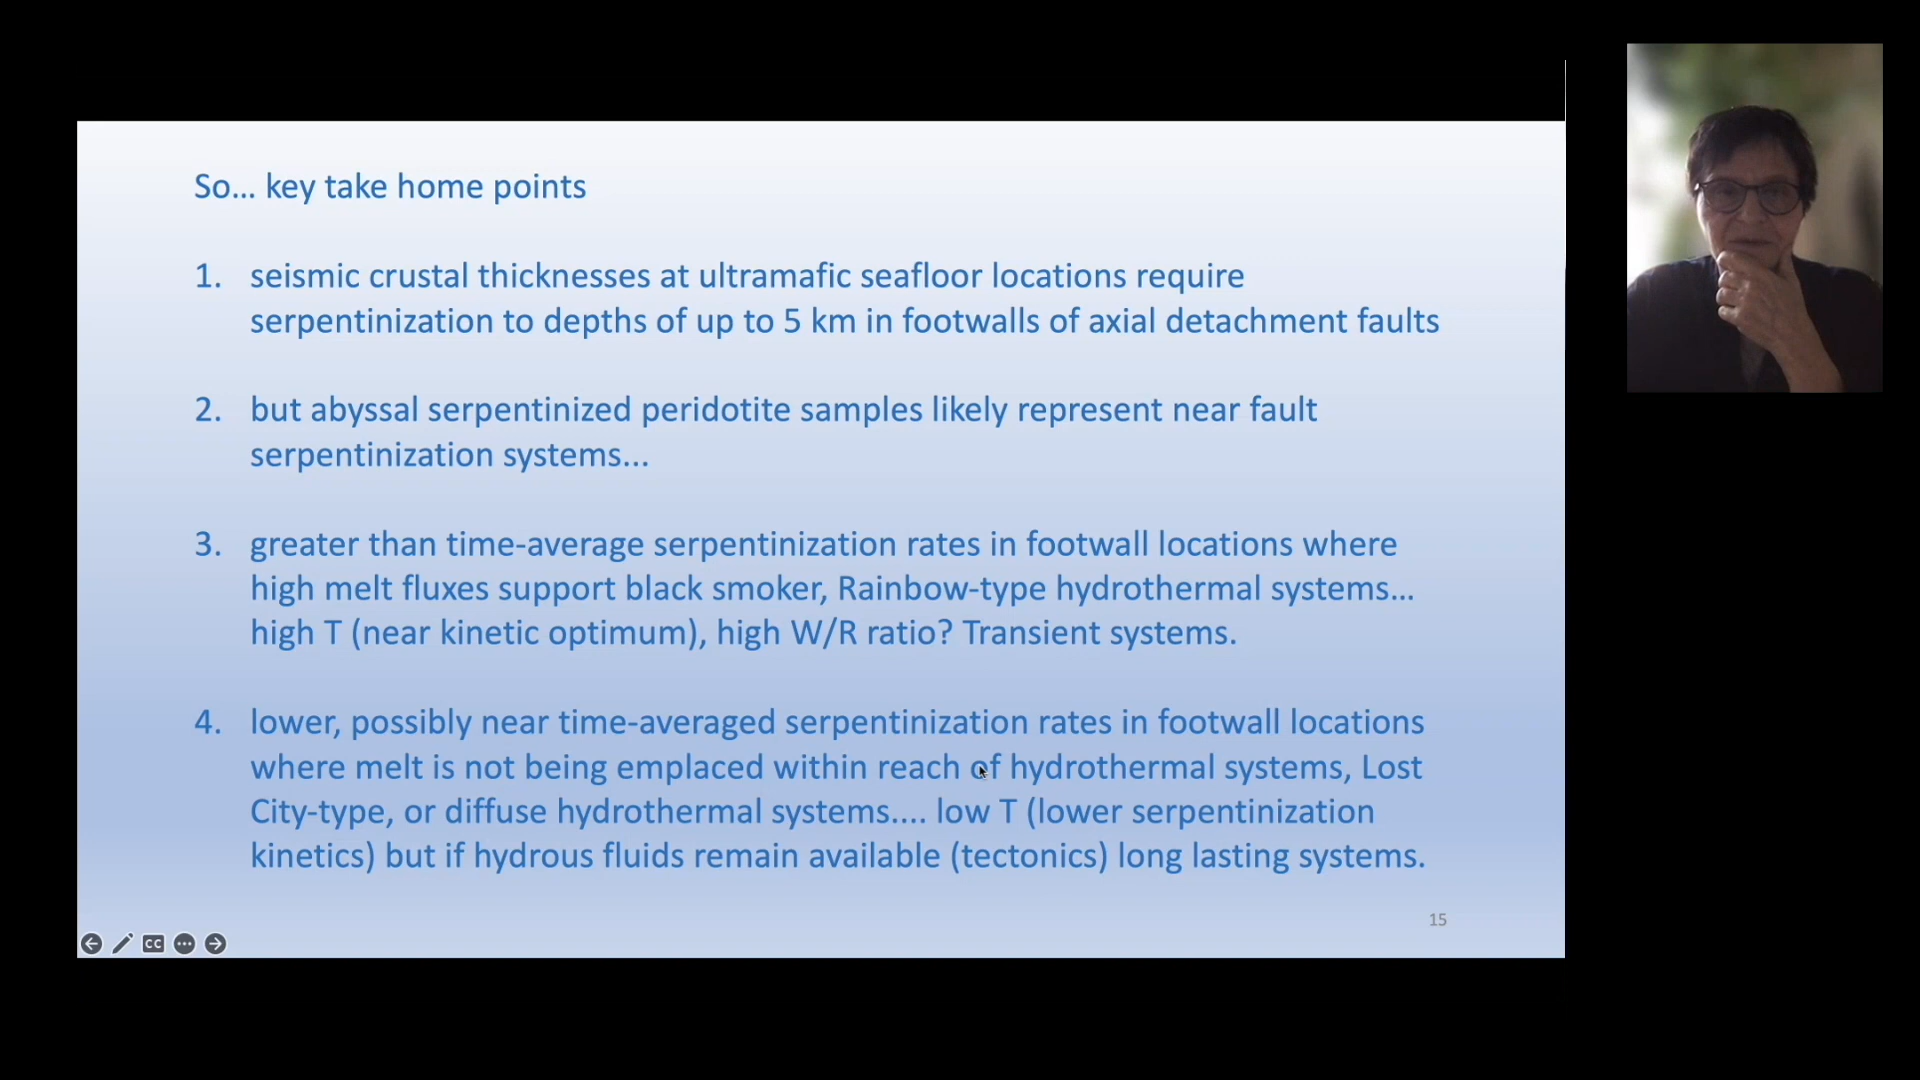 So... key take home points
1. seismic crustal thicknesses at ultramafic seafloor locations require
serpentinization to depths of up to 5 km in footwalls of axial detachment faults
2. but abyssal serpentinized peridotite samples likely represent near fault
serpentinization systems...
3. greater than time-average serpentinization rates in footwall locations where
high melt fluxes support black smoker, Rainbow-type hydrothermal systems...
high T (near kinetic optimum), high W/R ratio? Transient systems.
4. lower, possibly near time-averaged serpentinization rates in footwall locations
where melt is not being emplaced within reach of hydrothermal systems, Lost
City-type, or diffuse hydrothermal systems.... low T (lower serpentinization
kinetics) but if hydrous fluids remain available (tectonics) long lasting systems.
15
CC